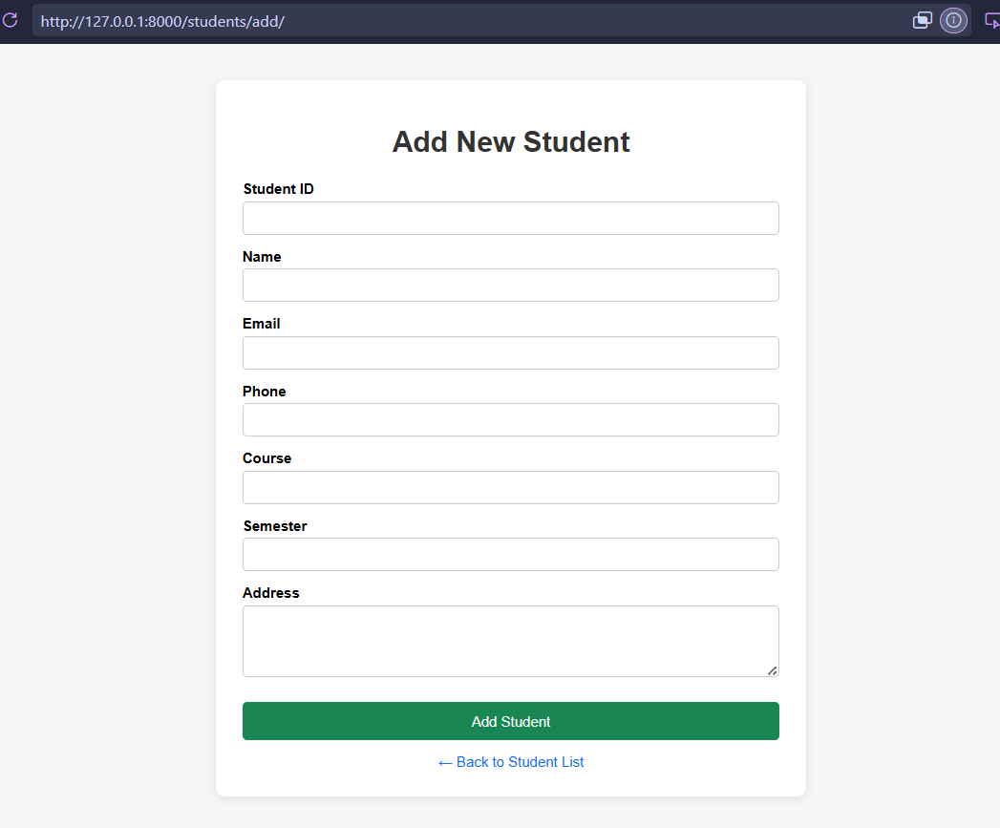 http://127.0.0.1:8000/students/add/
Add New Student
Student ID
Name
Email
Phone
Course
Semester
Address
Add Student
← Back to Student List